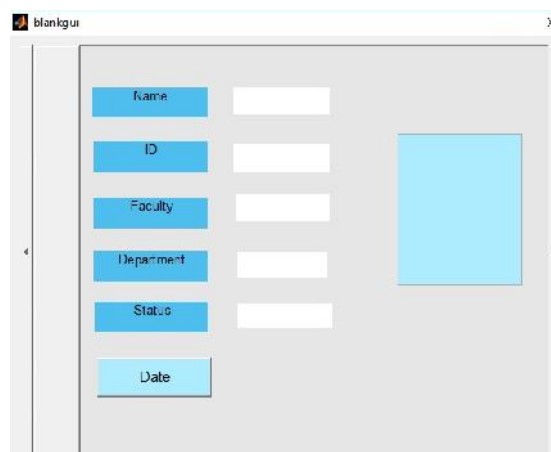 blankgui
Name
ID
Faculty
Department
Status
Date